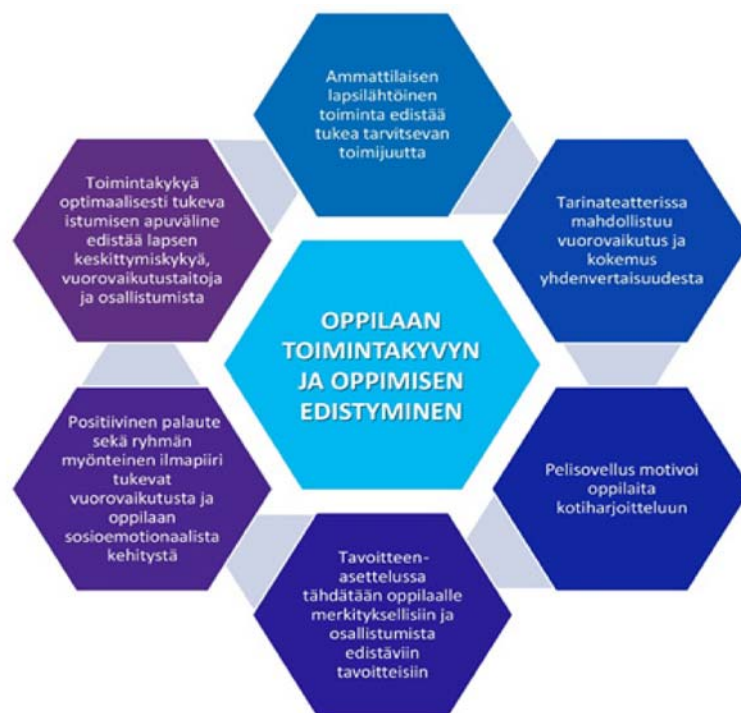 Ammattilaisen
lapsilähtöinen
toiminta edistää
tukea tarvitsevan
toimijuutta
Tarinateatterissa
mahdollistuu
vuorovaikutus ja
kokemus
yhdenvertaisuudesta
Pelisovellus motivoi
oppilaita
kotiharjoitteluun
Tavoitteen-
asettelussa
tähdätään oppilaalle
merkityksellisiin ja
osallistumista
edistäviin
tavoitteisiin
Positiivinen palaute
sekä ryhmän
myönteinen ilmapiiri
tukevat
vuorovaikutusta ja
oppilaan
sosioemotionaalista
kehitystä
Toimintakykyä
optimaalisesti tukeva
istumisen apuväline
edistää lapsen
keskittymiskykyä,
vuorovaikutustaitoja
ja osallistumista
OPPILAAN
TOIMINTAKYVYN
JA OPPIMISEN
EDISTYMINEN